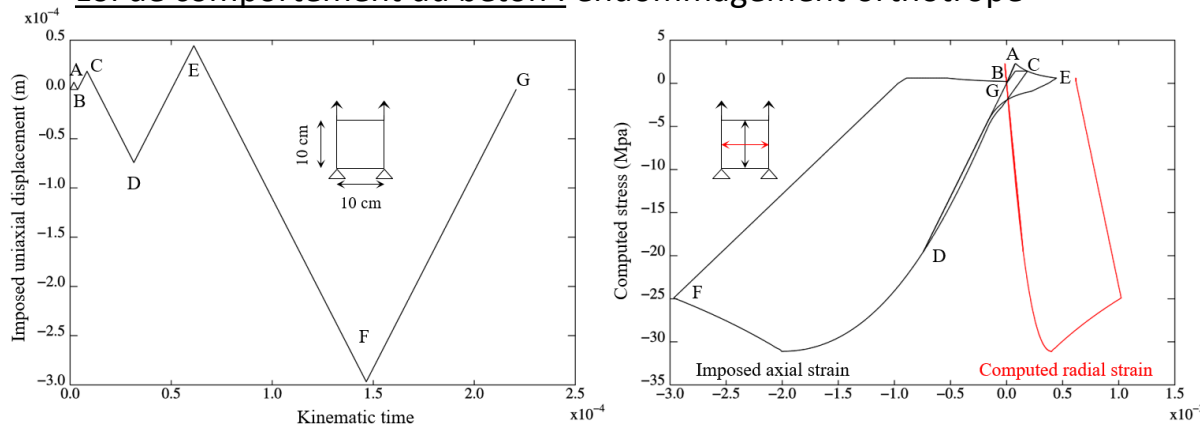 Loi de comportement du béton : endommagement orthotrope
x10⁻⁴
0.5
0.0
−0.5
−1.0
−1.5
−2.0
−2.5
−3.0
Imposed uniaxial displacement (m)
A
C
B
D
E
F
G
10 cm
10 cm
0.0
0.5
1.0
1.5
2.0
2.5
x10⁻⁴
Kinematic time
5
0
−5
−10
−15
−20
−25
−30
−35
Computed stress (Mpa)
A
B
C
E
G
D
F
Imposed axial strain
Computed radial strain
−3.0
−2.5
−2.0
−1.5
−1.0
−0.5
0.0
0.5
1.0
1.5